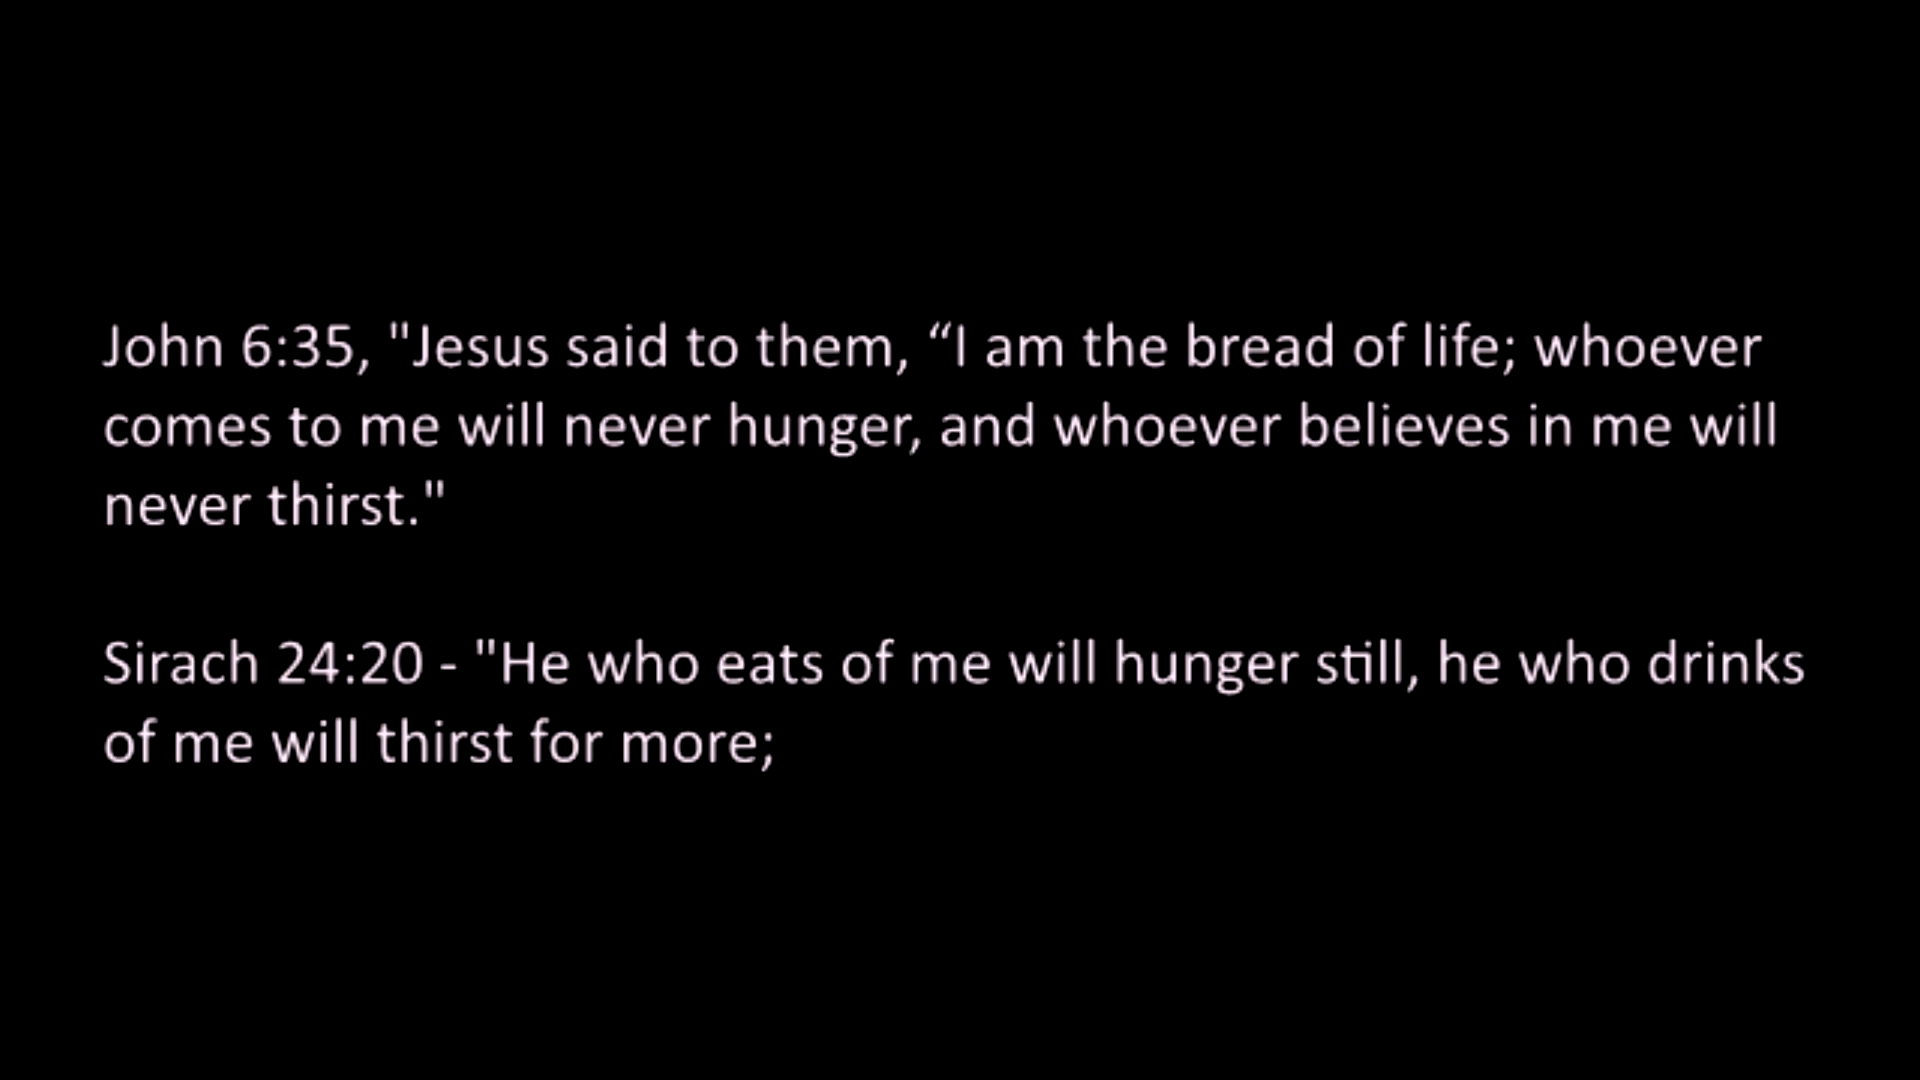 John 6:35, "Jesus said to them, “I am the bread of life; whoever
comes to me will never hunger, and whoever believes in me will
never thirst."
Sirach 24:20 - "He who eats of me will hunger still, he who drinks
of me will thirst for more;